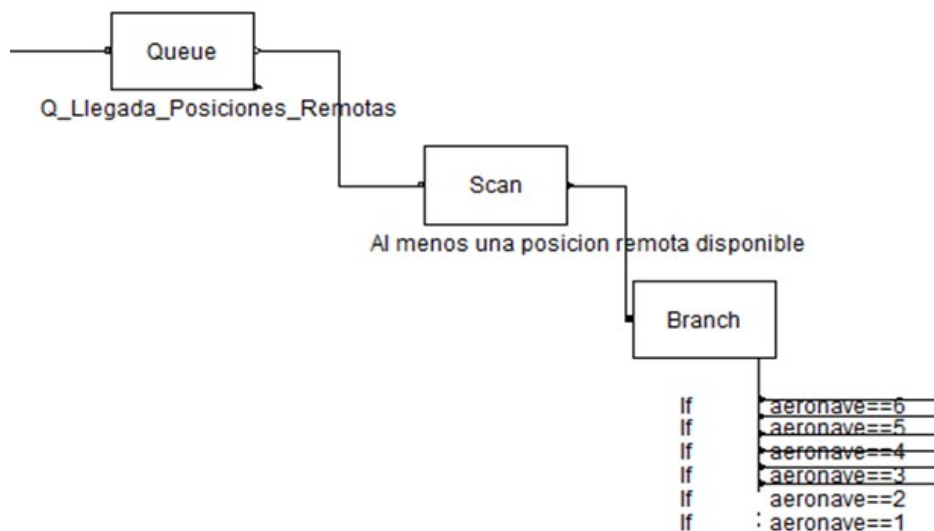 Queue
Q_Llegada_Posiciones_Remotas
Scan
Al menos una posicion remota disponible
Branch
If aeronave==6
If aeronave==5
If aeronave==4
If aeronave==3
If aeronave==2
If aeronave==1